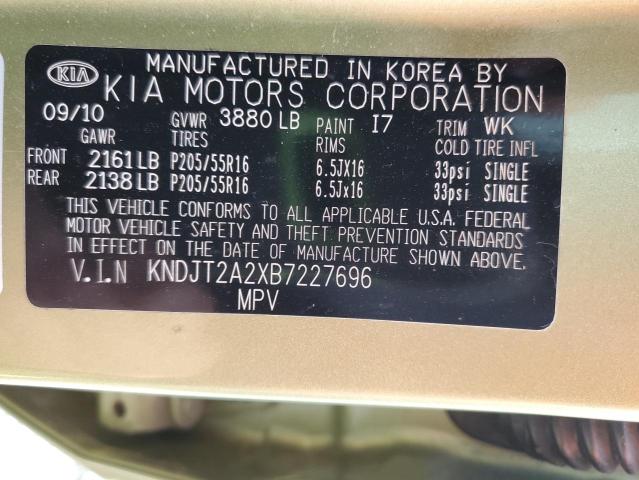 KIA MANUFACTURED IN KOREA BY
KIA MOTORS CORPORATION
09/10 GVWR 3880 LB PAINT I7 TRIM WK
GAWR TIRES RIMS COLD TIRE INFL
FRONT 2161 LB P205/55R16 6.5JX16 33psi SINGLE
REAR 2138 LB P205/55R16 6.5Jx16 33psi SINGLE
THIS VEHICLE CONFORMS TO ALL APPLICABLE U.S.A. FEDERAL
MOTOR VEHICLE SAFETY AND THEFT PREVENTION STANDARDS
IN EFFECT ON THE DATE OF MANUFACTURE SHOWN ABOVE.
V.I.N KNDJT2A2XB7227696
MPV